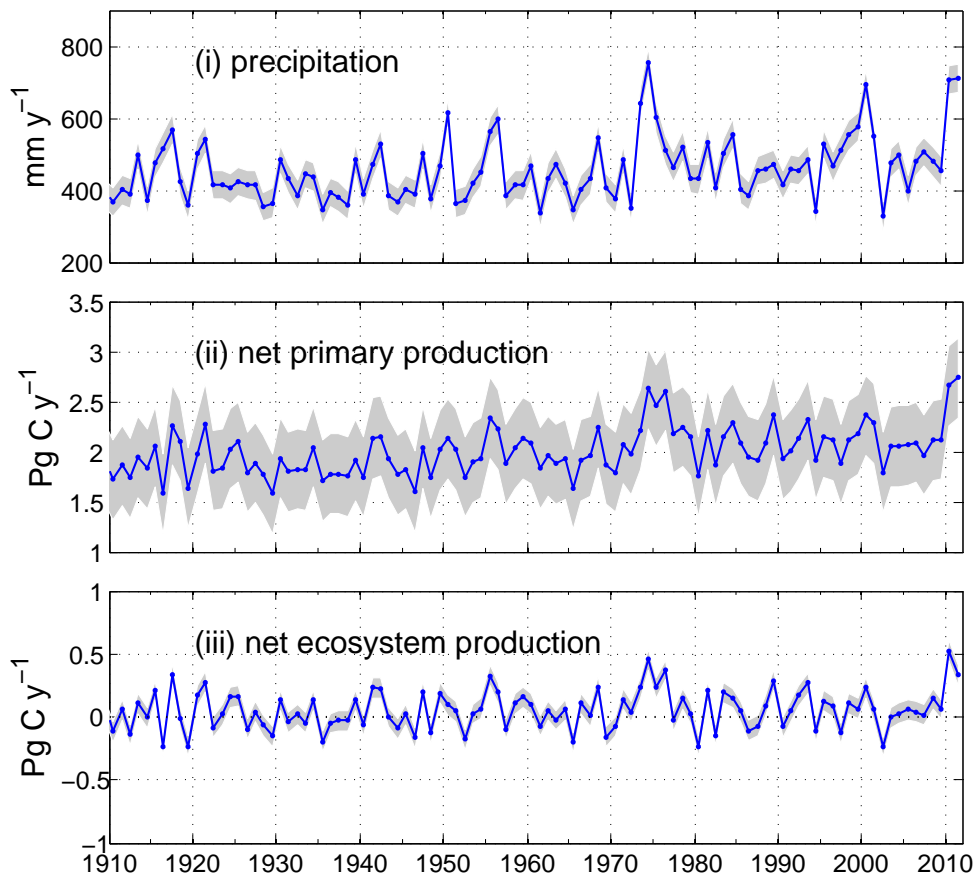 (i) precipitation
mm y⁻¹
800
600
400
200
(ii) net primary production
Pg C y⁻¹
3.5
3
2.5
2
1.5
1
(iii) net ecosystem production
Pg C y⁻¹
1
0.5
0
−0.5
−1
1910 1920 1930 1940 1950 1960 1970 1980 1990 2000 2010